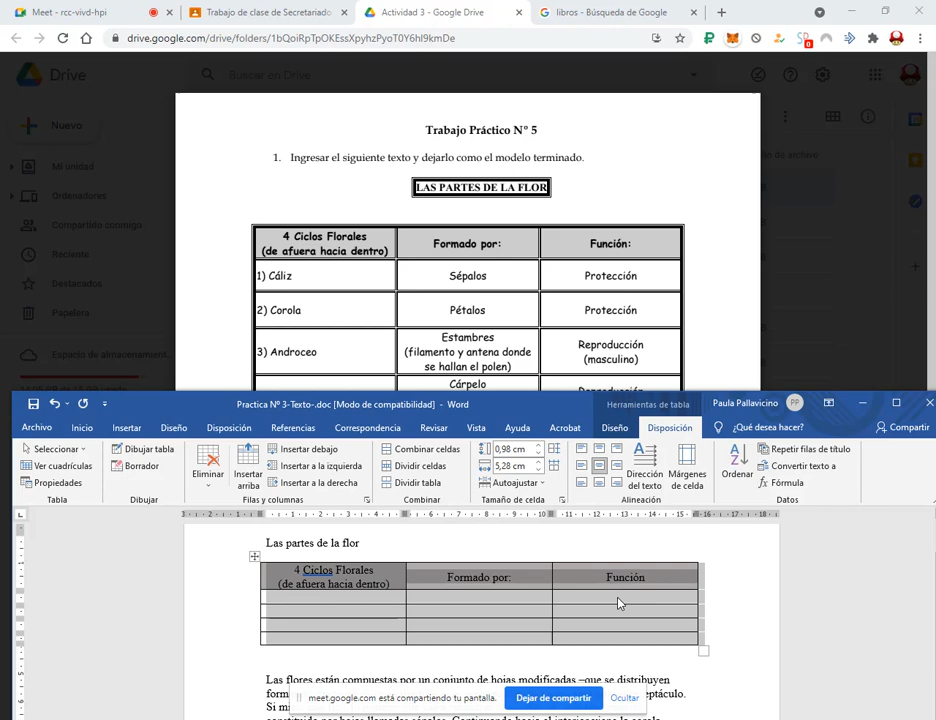 Meet - rcc-vivd-hpi
Trabajo de clase de Secretariado
Actividad 3 - Google Drive
libros - Búsqueda de Google
drive.google.com/drive/folders/1bQoiRpTpOKEssXpyhzPyoT0Y6hl9kmDe
Drive
Buscar en Drive
Nuevo
Mi unidad
Ordenadores
Compartido conmigo
Reciente
Destacados
Papelera
Espacio de almacenamiento
de archivo
Trabajo Práctico Nº 5
1. Ingresar el siguiente texto y dejarlo como el modelo terminado.
LAS PARTES DE LA FLOR
4 Ciclos Florales
(de afuera hacia dentro)
Formado por:
Función:
1) Cáliz
Sépalos
Protección
2) Corola
Pétalos
Protección
3) Androceo
Estambres
(filamento y antena donde
se hallan el polen)
Reproducción
(masculino)
Cárpelo
Practica Nº 3-Texto-.doc [Modo de compatibilidad] - Word
Herramientas de tabla
Paula Pallavicino
PP
Archivo
Inicio
Insertar
Diseño
Disposición
Referencias
Correspondencia
Revisar
Vista
Ayuda
Acrobat
Diseño
Disposición
¿Qué desea hacer?
Compartir
Seleccionar
Ver cuadrículas
Propiedades
Tabla
Dibujar tabla
Borrador
Dibujar
Eliminar
Insertar
arriba
Insertar debajo
Insertar a la izquierda
Insertar a la derecha
Filas y columnas
Combinar celdas
Dividir celdas
Dividir tabla
Combinar
0,98 cm
5,28 cm
Autoajustar
Tamaño de celda
Dirección
del texto
Márgenes
de celda
Alineación
Ordenar
Repetir filas de título
Convertir texto a
Fórmula
Datos
Las partes de la flor
4 Ciclos Florales
(de afuera hacia dentro)
Formado por:
Función
Las flores están compuestas por un conjunto de hojas modificadas –que se distribuyen
meet.google.com está compartiendo tu pantalla.
Dejar de compartir
Ocultar